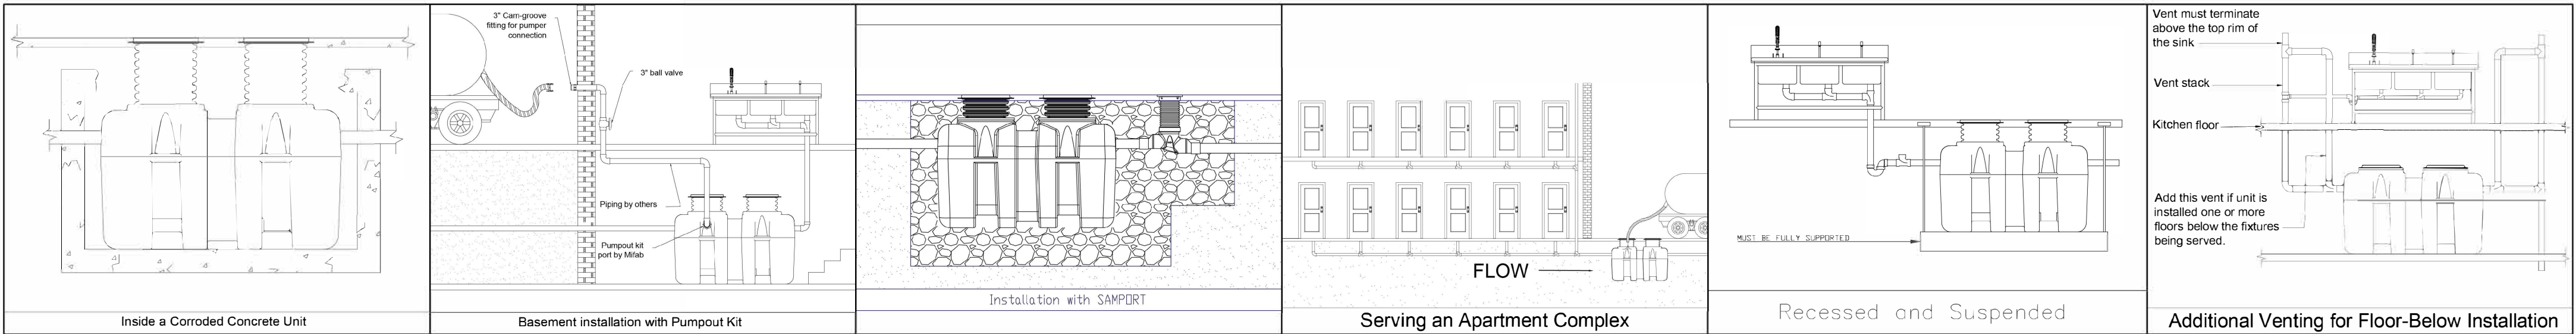 Inside a Corroded Concrete Unit
3" Cam-groove
fitting for pumper
connection
3" ball valve
Piping by others
Pumpout kit
port by Mifab
Basement installation with Pumpout Kit
Installation with SAMPORT
FLOW
Serving an Apartment Complex
MUST BE FULLY SUPPORTED
Recessed and Suspended
Vent must terminate
above the top rim of
the sink
Vent stack
Kitchen floor
Add this vent if unit is
installed one or more
floors below the fixtures
being served.
Additional Venting for Floor-Below Installation